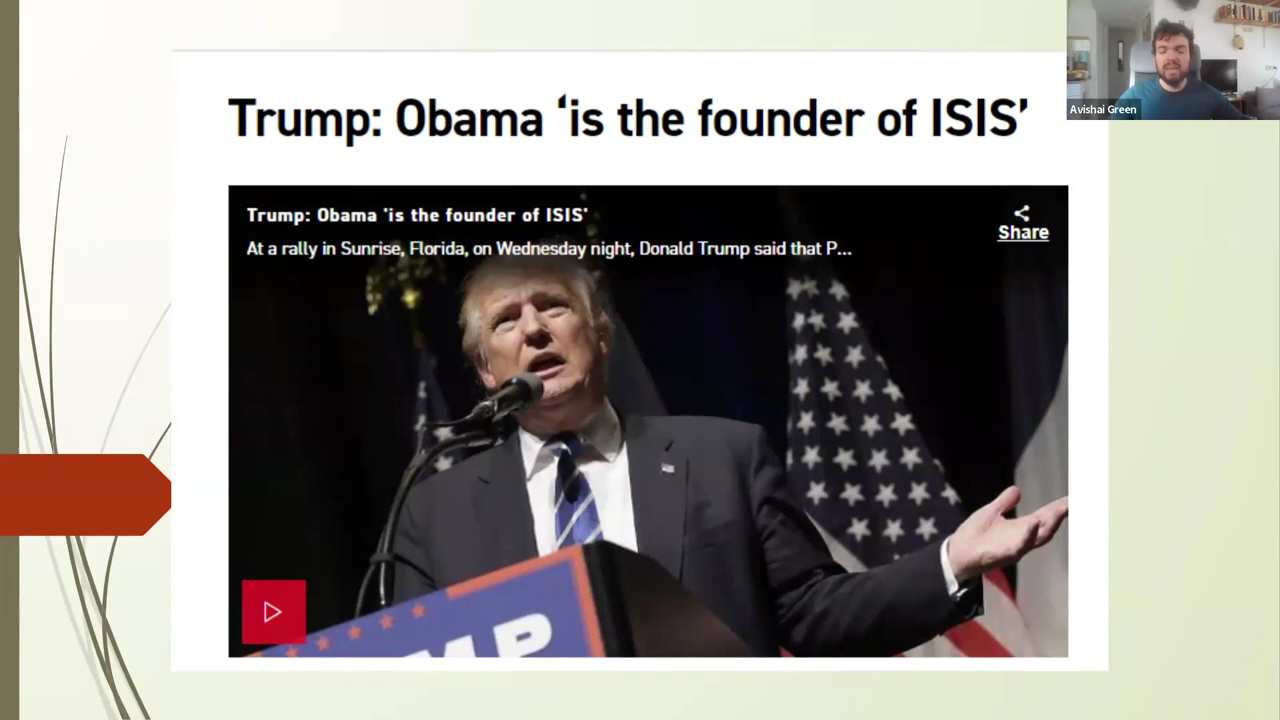 Trump: Obama ‘is the founder of ISIS’
Avishai Green
Trump: Obama 'is the founder of ISIS'
Share
At a rally in Sunrise, Florida, on Wednesday night, Donald Trump said that P...
MP